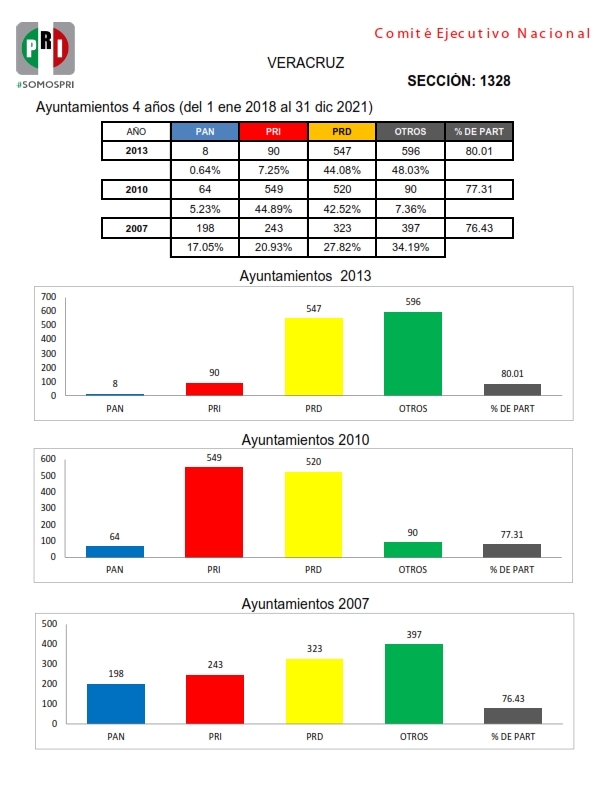 Comité Ejecutivo Nacional
PRI
#SOMOSPRI
VERACRUZ
SECCIÓN: 1328
Ayuntamientos 4 años (del 1 ene 2018 al 31 dic 2021)
AÑO PAN PRI PRD OTROS % DE PART
2013 8 90 547 596 80.01
0.64% 7.25% 44.08% 48.03%
2010 64 549 520 90 77.31
5.23% 44.89% 42.52% 7.36%
2007 198 243 323 397 76.43
17.05% 20.93% 27.82% 34.19%
Ayuntamientos 2013
700
600
500
400
300
200
100
0
8 90 547 596 80.01
PAN PRI PRD OTROS % DE PART
Ayuntamientos 2010
600
500
400
300
200
100
0
64 549 520 90 77.31
PAN PRI PRD OTROS % DE PART
Ayuntamientos 2007
500
400
300
200
100
0
198 243 323 397 76.43
PAN PRI PRD OTROS % DE PART